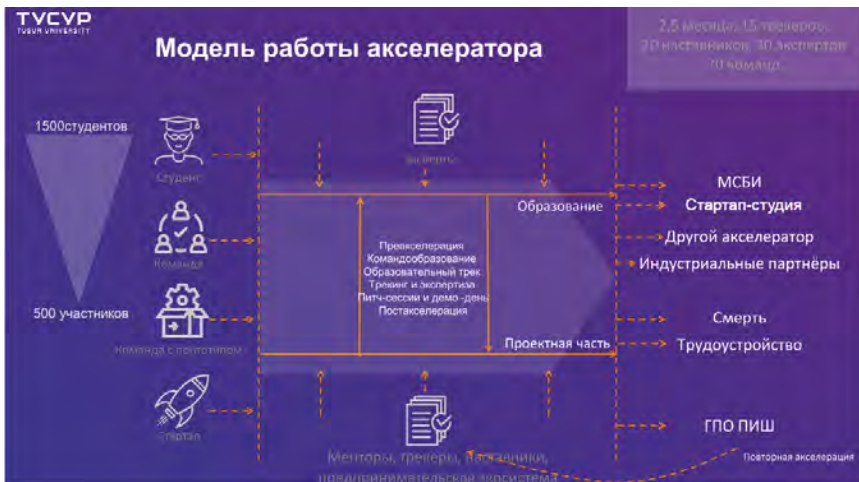 ТУСУР
TUSUR UNIVERSITY
Модель работы акселератора
2,5 месяца, 15 трекеров,
20 наставников, 30 экспертов
70 команд
1500студентов
500 участников
Студент
Команда
Команда с прототипом
Стартап
Эксперты
Образование
Преакселерация
Командообразование
Образовательный трек
Трекинг и экспертиза
Питч-сессии и демо -день
Постакселерация
Проектная часть
Менторы, трекеры, наставники,
предпринимательская экосистема
МСБИ
Стартап-студия
Другой акселератор
Индустриальные партнёры
Смерть
Трудоустройство
ГПО ПИШ
Повторная акселерация